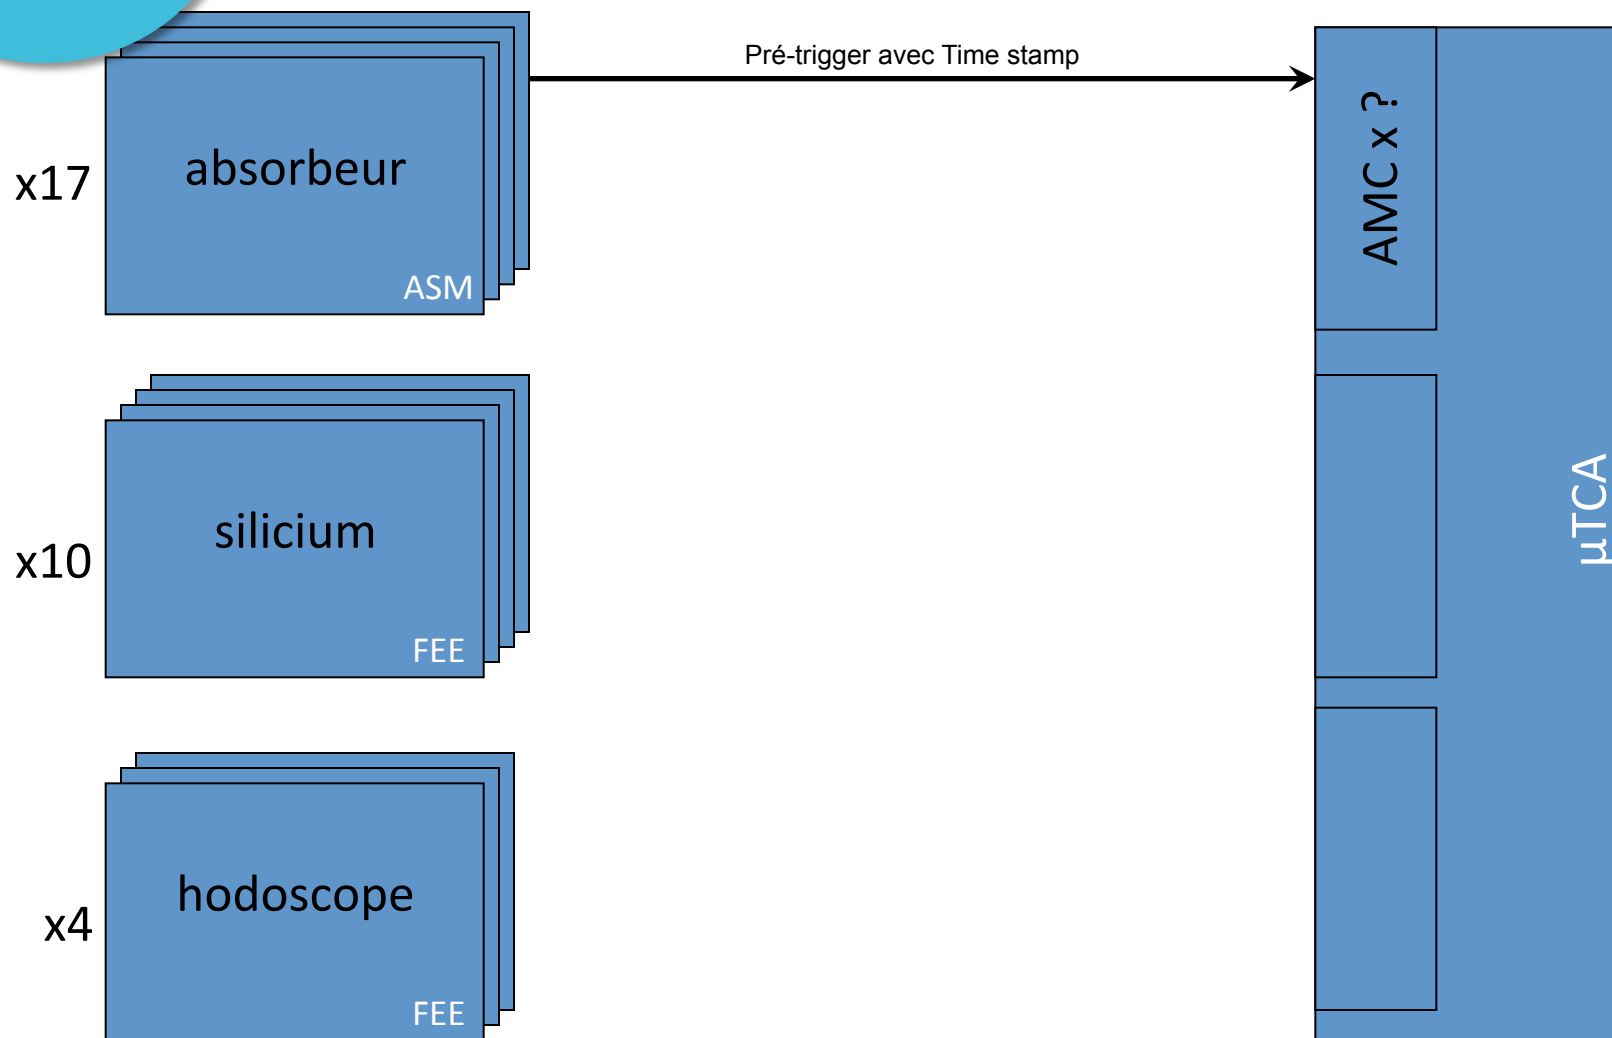 Pré-trigger avec Time stamp
x17
absorbeur
ASM
AMC x ?
x10
silicium
FEE
µTCA
x4
hodoscope
FEE